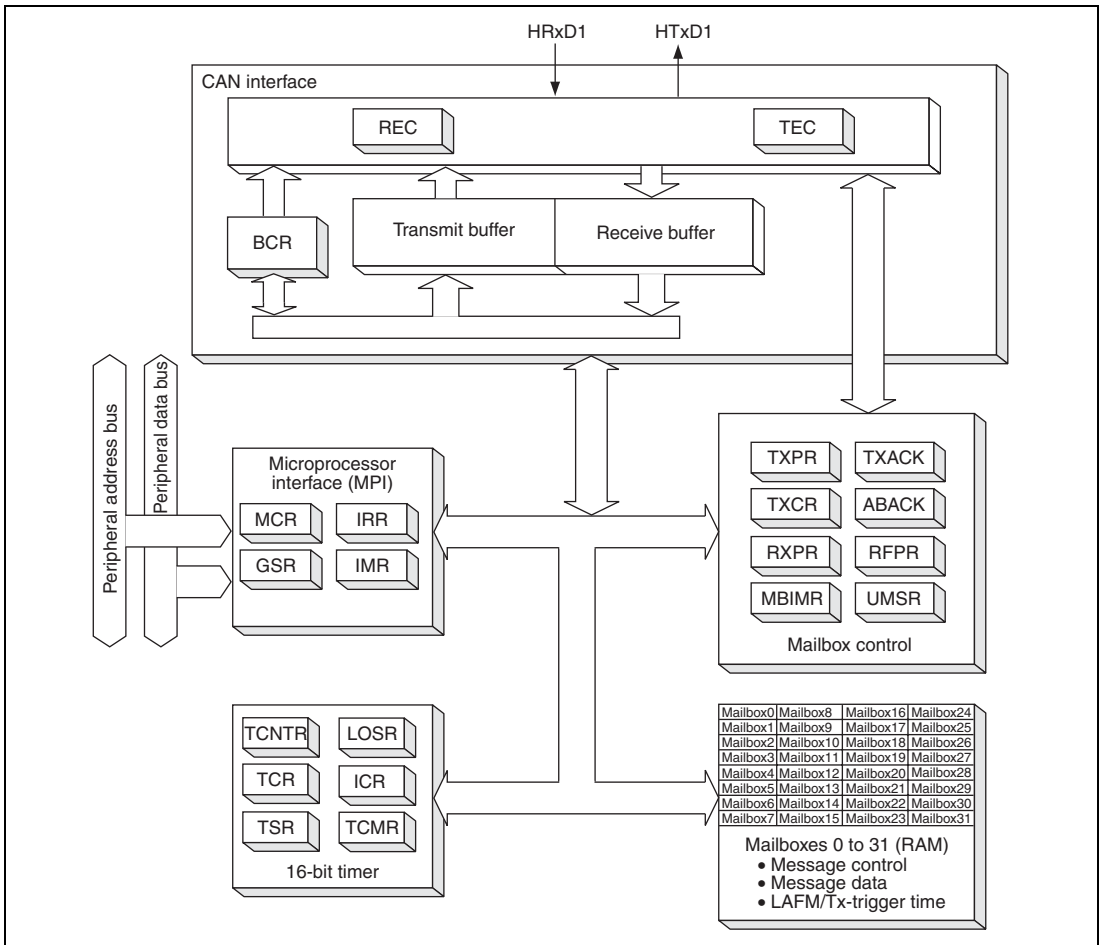 HRxD1 HTxD1
CAN interface
REC TEC
BCR Transmit buffer Receive buffer
Peripheral address bus
Peripheral data bus
Microprocessor
interface (MPI)
MCR IRR
GSR IMR
TXPR TXACK
TXCR ABACK
RXPR RFPR
MBIMR UMSR
Mailbox control
TCNTR LOSR
TCR ICR
TSR TCMR
16-bit timer
Mailbox0 Mailbox8 Mailbox16 Mailbox24
Mailbox1 Mailbox9 Mailbox17 Mailbox25
Mailbox2 Mailbox10 Mailbox18 Mailbox26
Mailbox3 Mailbox11 Mailbox19 Mailbox27
Mailbox4 Mailbox12 Mailbox20 Mailbox28
Mailbox5 Mailbox13 Mailbox21 Mailbox29
Mailbox6 Mailbox14 Mailbox22 Mailbox30
Mailbox7 Mailbox15 Mailbox23 Mailbox31
Mailboxes 0 to 31 (RAM)
• Message control
• Message data
• LAFM/Tx-trigger time